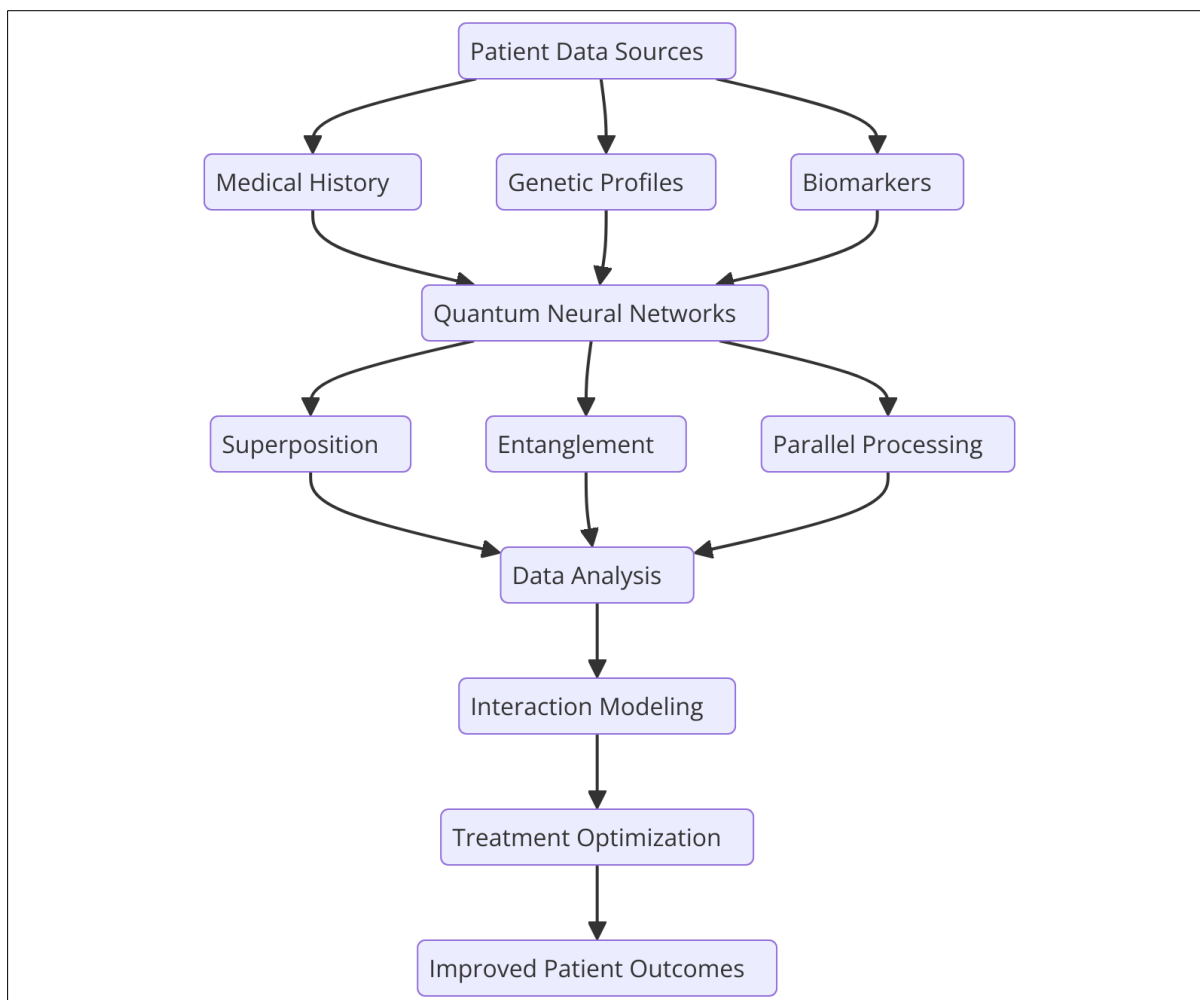 Patient Data Sources
Medical History
Genetic Profiles
Biomarkers
Quantum Neural Networks
Superposition
Entanglement
Parallel Processing
Data Analysis
Interaction Modeling
Treatment Optimization
Improved Patient Outcomes